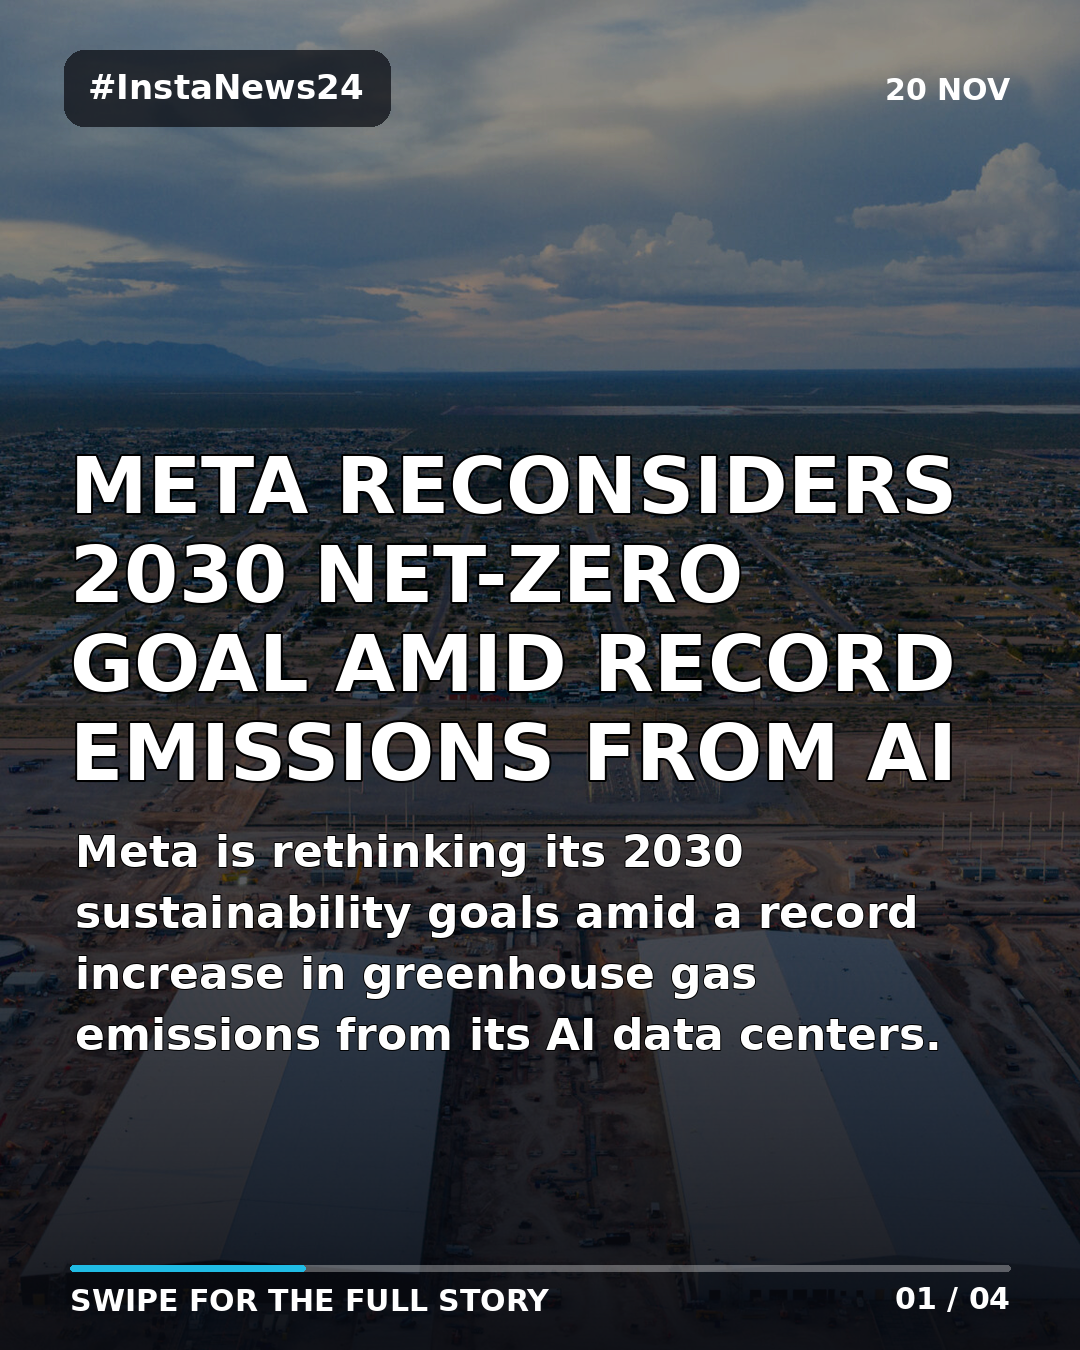 #InstaNews24
20 NOV
META RECONSIDERS
2030 NET-ZERO
GOAL AMID RECORD
EMISSIONS FROM AI
Meta is rethinking its 2030
sustainability goals amid a record
increase in greenhouse gas
emissions from its AI data centers.
SWIPE FOR THE FULL STORY
01 / 04